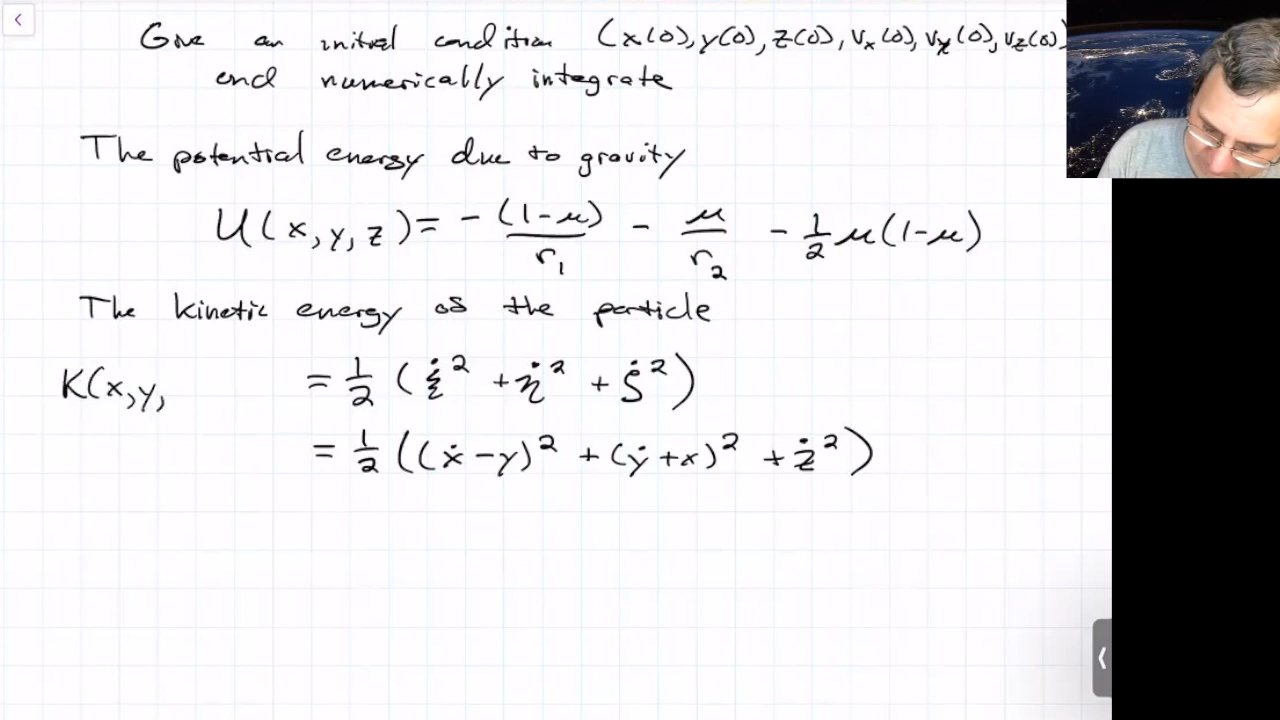 Give an initial condition (x(0), y(0), z(0), vₓ(0), v_y(0), v_z(0)
and numerically integrate
The potential energy due to gravity
U(x, y, z) = - (1-μ)/r₁ - μ/r₂ - 1/2 μ(1-μ)
The kinetic energy of the particle
K(x,y, = 1/2 (ξ̇² + η̇² + ζ̇²)
= 1/2 ((ẋ - y)² + (ẏ + x)² + ż²)